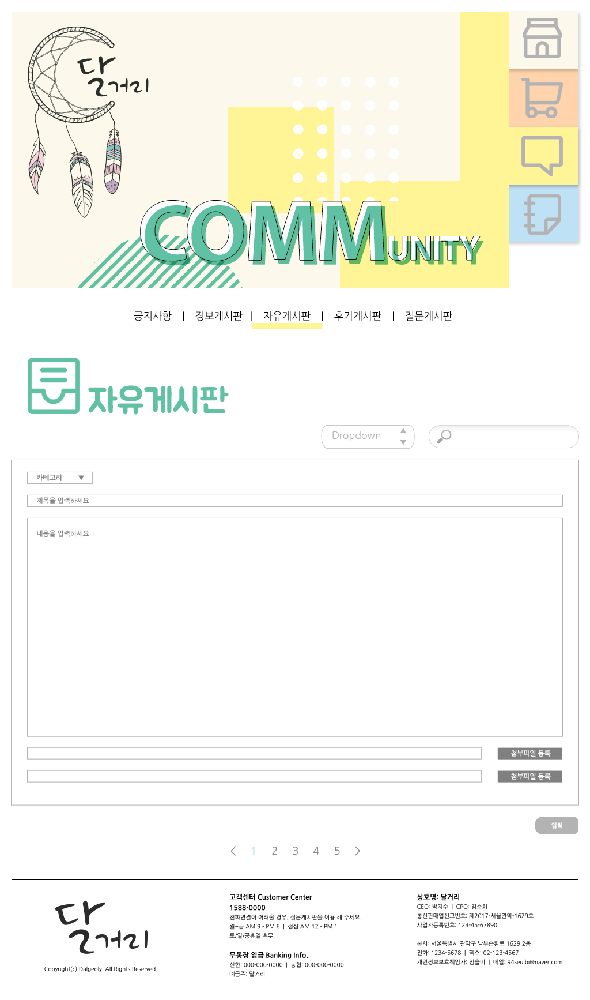 달거리
COMMUNITY
공지사항 | 정보게시판 | 자유게시판 | 후기게시판 | 질문게시판
자유게시판
Dropdown
카테고리
제목을 입력하세요.
내용을 입력하세요.
첨부파일 등록
첨부파일 등록
입력
< 1 2 3 4 5 >
달거리
Copyright(c) Dalgeoly. All Rights Reserved.
고객센터 Customer Center
1588-0000
전화연결이 어려울 경우, 질문게시판을 이용 해 주세요.
월~금 AM 9 - PM 6 | 점심 AM 12 - PM 1
토/일/공휴일 휴무
무통장 입금 Banking Info.
신한: 000-000-0000 | 농협: 000-000-0000
예금주: 달거리
상호명: 달거리
CEO: 박지수 | CPO: 김소희
통신판매업신고번호: 제2017-서울관악-1629호
사업자등록번호: 123-45-67890
본사: 서울특별시 관악구 남부순환로 1629 2층
전화: 1234-5678 | 팩스: 02-123-4567
개인정보보호책임자: 임슬비 | 메일: 94seulbi@naver.com